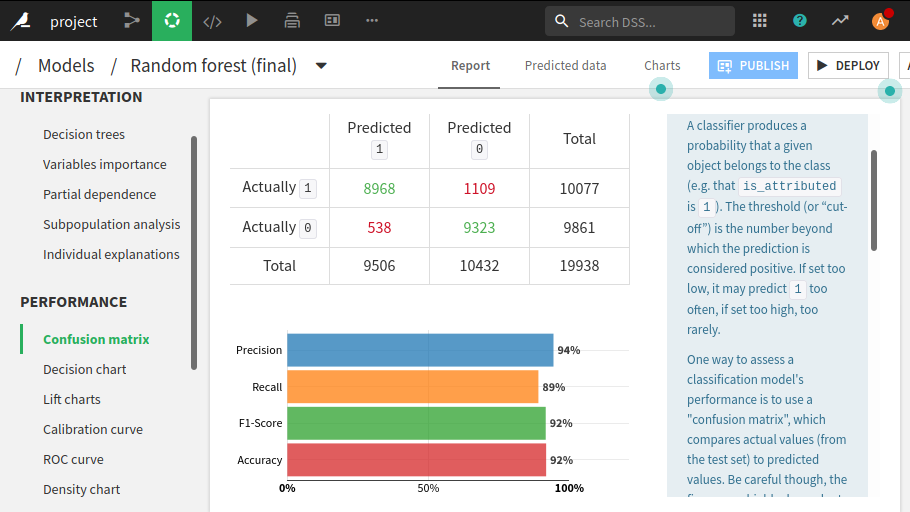 project
</>
Search DSS...
?
A
/ Models / Random forest (final)
Report
Predicted data
Charts
PUBLISH
DEPLOY
INTERPRETATION
Decision trees
Variables importance
Partial dependence
Subpopulation analysis
Individual explanations
PERFORMANCE
Confusion matrix
Decision chart
Lift charts
Calibration curve
ROC curve
Density chart
Predicted 1 Predicted 0 Total
Actually 1 8968 1109 10077
Actually 0 538 9323 9861
Total 9506 10432 19938
Precision 94%
Recall 89%
F1-Score 92%
Accuracy 92%
0% 50% 100%
A classifier produces a
probability that a given
object belongs to the class
(e.g. that is_attributed
is 1 ). The threshold (or “cut-
off”) is the number beyond
which the prediction is
considered positive. If set too
low, it may predict 1 too
often, if set too high, too
rarely.
One way to assess a
classification model's
performance is to use a
"confusion matrix", which
compares actual values (from
the test set) to predicted
values. Be careful though, the